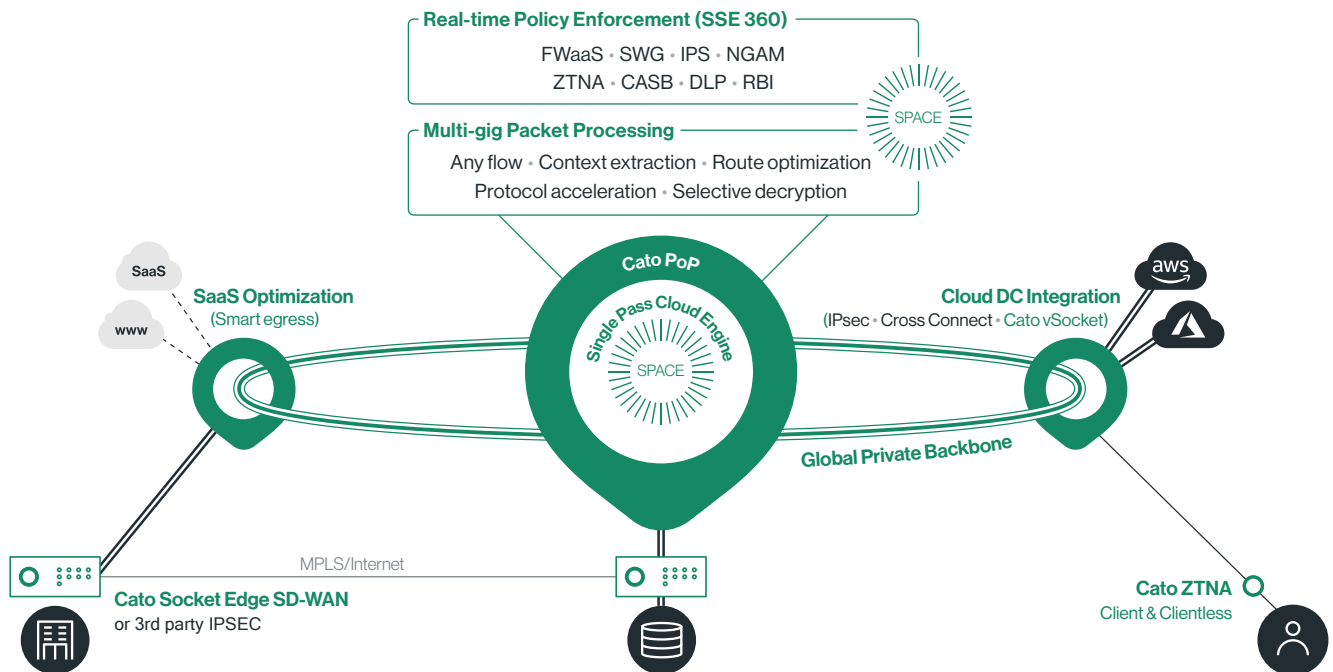 Real-time Policy Enforcement (SSE 360)
FWaaS • SWG • IPS • NGAM
ZTNA • CASB • DLP • RBI
SPACE
Multi-gig Packet Processing
Any flow • Context extraction • Route optimization
Protocol acceleration • Selective decryption
SaaS
www
SaaS Optimization
(Smart egress)
Cato PoP
Single Pass Cloud Engine
SPACE
Cloud DC Integration
(IPsec • Cross Connect • Cato vSocket)
aws
Global Private Backbone
MPLS/Internet
Cato Socket Edge SD-WAN
or 3rd party IPSEC
Cato ZTNA
Client & Clientless